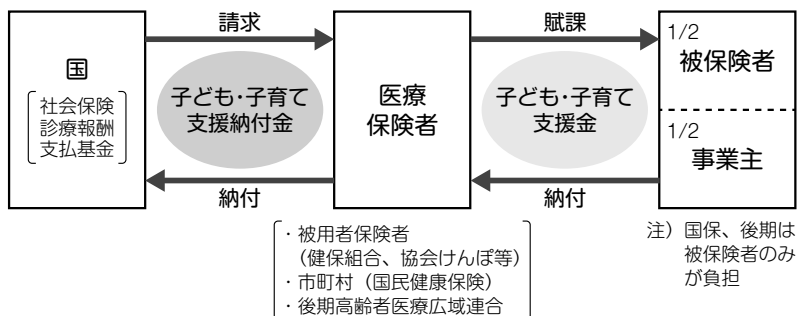 請求
賦課
国
社会保険
診療報酬
支払基金
子ども・子育て
支援納付金
医療
保険者
子ども・子育て
支援金
1/2
被保険者
1/2
事業主
納付
納付
・被用者保険者
（健保組合、協会けんぽ等）
・市町村（国民健康保険）
・後期高齢者医療広域連合
注）国保、後期は
被保険者のみ
が負担